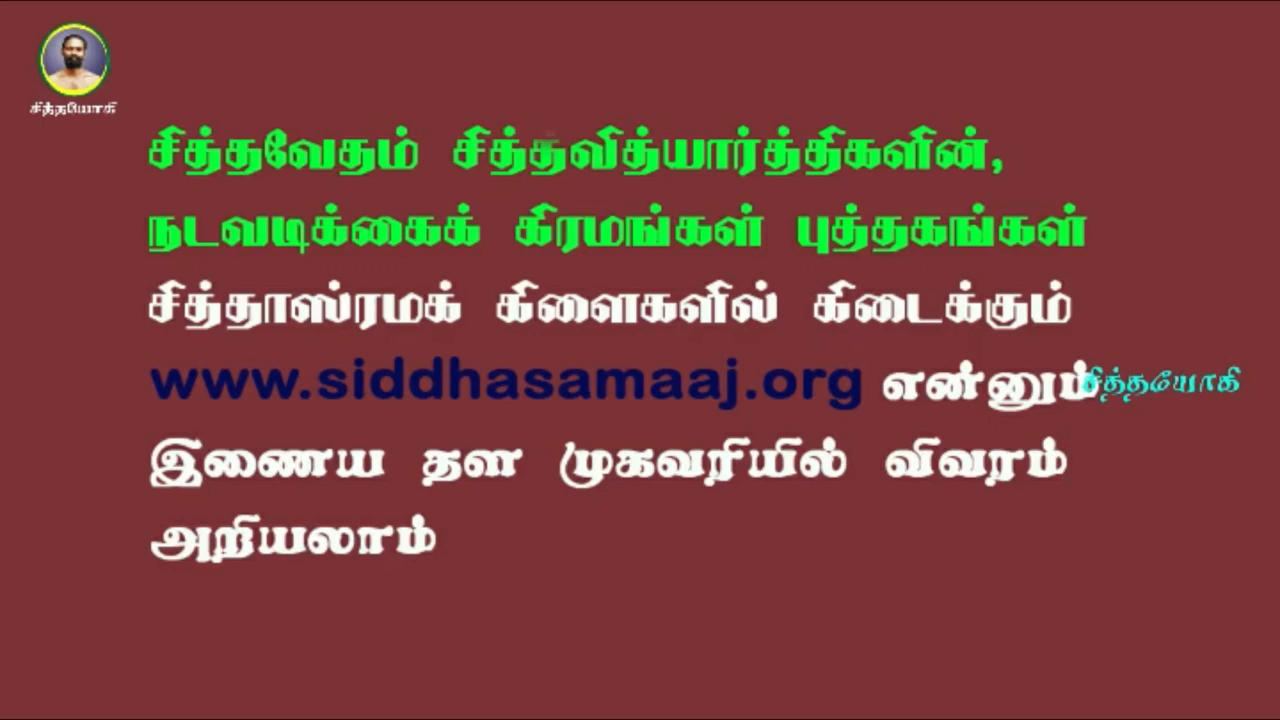 சித்தயோகி
சித்தவேதம் சித்தவித்யார்த்திகளின்,
நடவடிக்கைக் கிரமங்கள் புத்தகங்கள்
சித்தாஸ்ரமக் கிளைகளில் கிடைக்கும்
www.siddhasamaaj.org என்னும் சித்தயோகி
இணைய தள முகவரியில் விவரம்
அறியலாம்